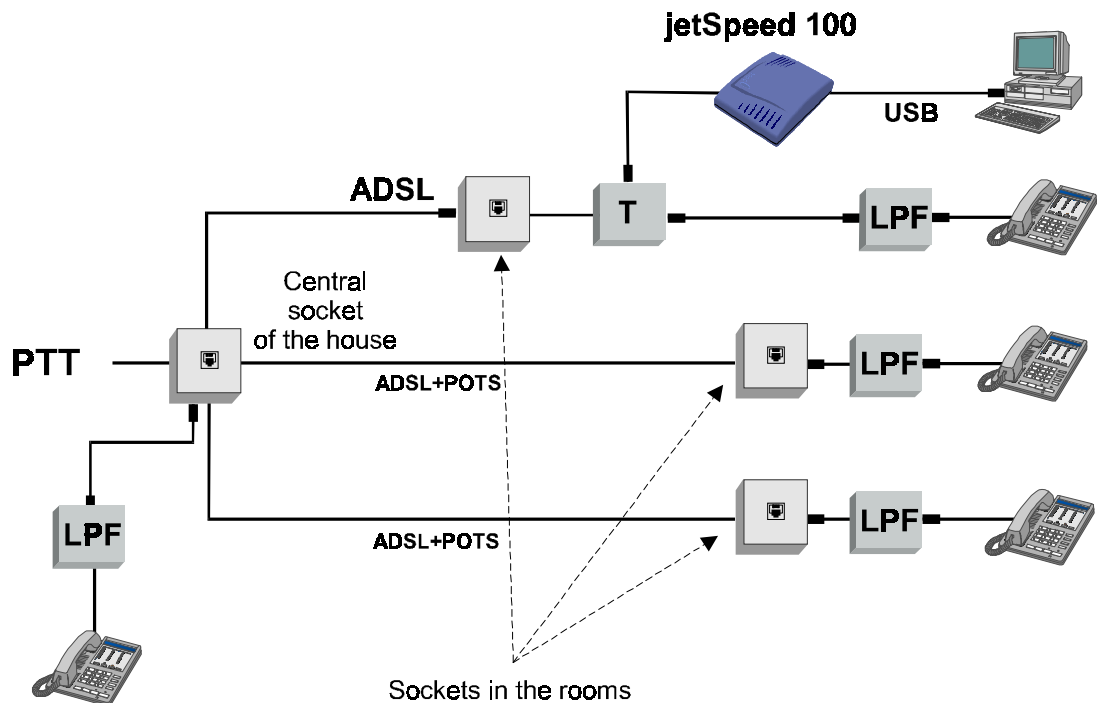 jetSpeed 100
USB
ADSL
T
LPF
Central
socket
of the house
PTT
ADSL+POTS
LPF
LPF
ADSL+POTS
LPF
Sockets in the rooms